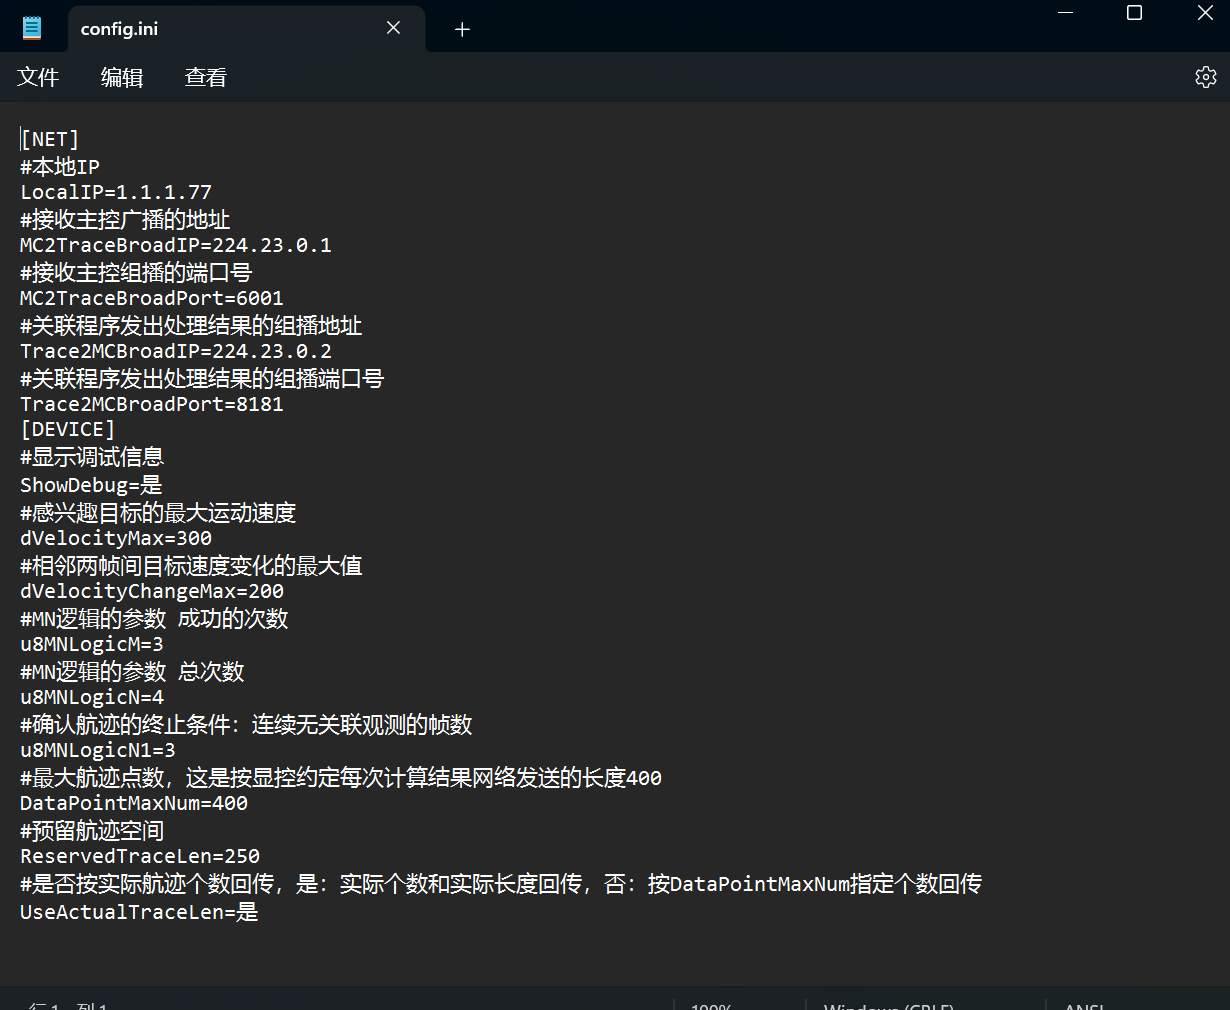 config.ini
文件 编辑 查看
[NET]
#本地IP
LocalIP=1.1.1.77
#接收主控广播的地址
MC2TraceBroadIP=224.23.0.1
#接收主控组播的端口号
MC2TraceBroadPort=6001
#关联程序发出处理结果的组播地址
Trace2MCBroadIP=224.23.0.2
#关联程序发出处理结果的组播端口号
Trace2MCBroadPort=8181
[DEVICE]
#显示调试信息
ShowDebug=是
#感兴趣目标的最大运动速度
dVelocityMax=300
#相邻两帧间目标速度变化的最大值
dVelocityChangeMax=200
#MN逻辑的参数 成功的次数
u8MNLogicM=3
#MN逻辑的参数 总次数
u8MNLogicN=4
#确认航迹的终止条件：连续无关联观测的帧数
u8MNLogicN1=3
#最大航迹点数，这是按显控约定每次计算结果网络发送的长度400
DataPointMaxNum=400
#预留航迹空间
ReservedTraceLen=250
#是否按实际航迹个数回传，是：实际个数和实际长度回传，否：按DataPointMaxNum指定个数回传
UseActualTraceLen=是
行 1，列 1 100% Windows (CRLF) ANSI